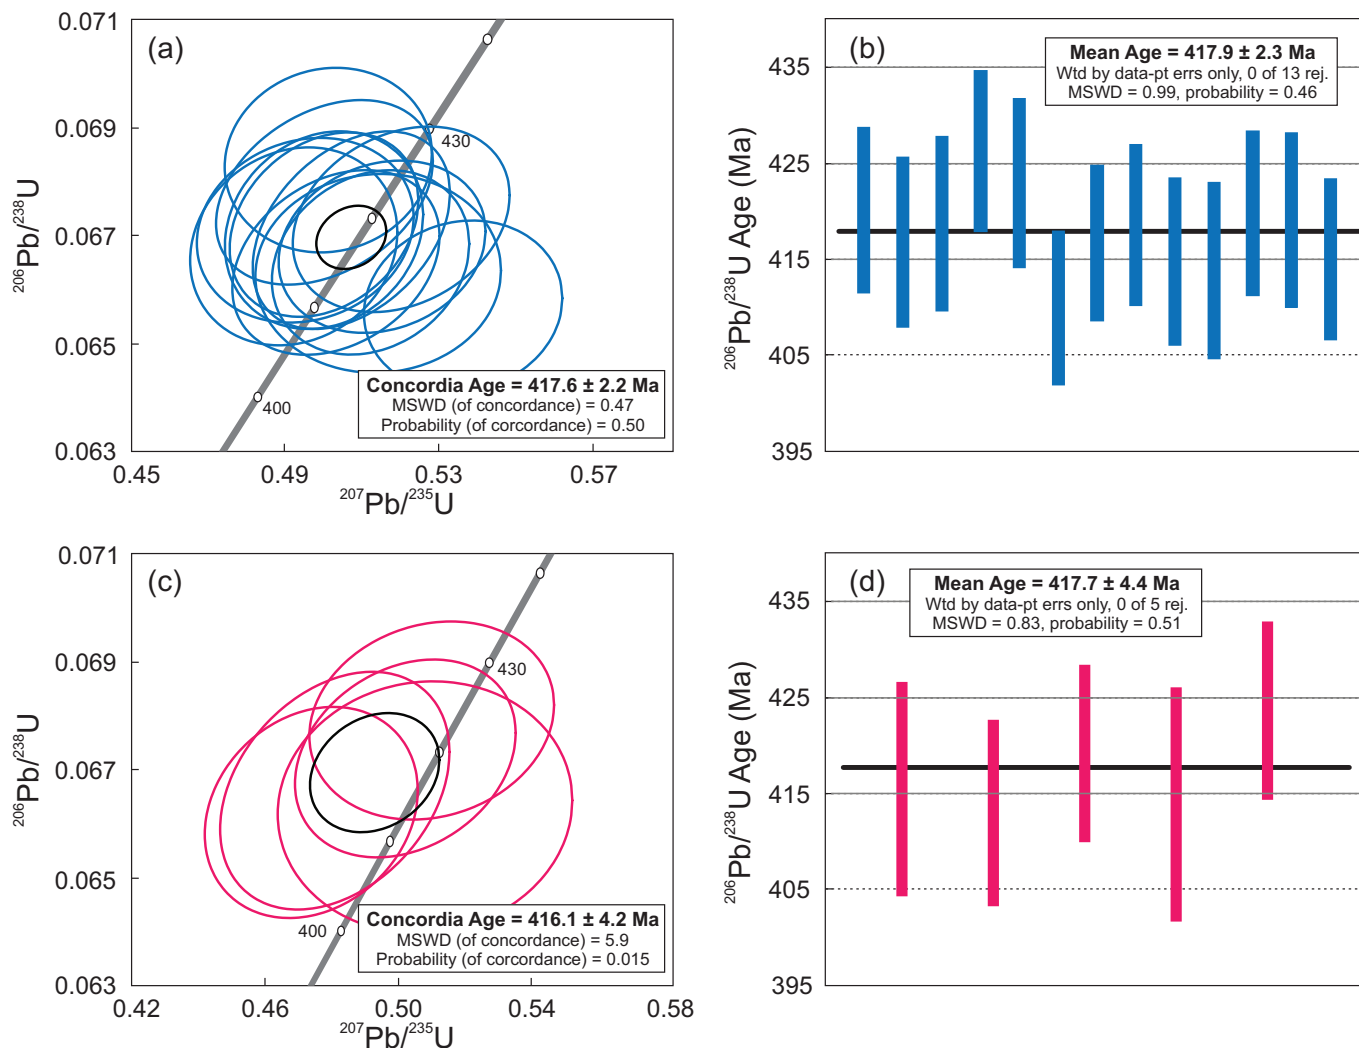 (a)
0.071
0.069
0.067
0.065
0.063
206Pb/238U
430
400
Concordia Age = 417.6 ± 2.2 Ma
MSWD (of concordance) = 0.47
Probability (of corcordance) = 0.50
0.45
0.49
0.53
0.57
207Pb/235U
(b)
Mean Age = 417.9 ± 2.3 Ma
Wtd by data-pt errs only, 0 of 13 rej.
MSWD = 0.99, probability = 0.46
435
425
415
405
395
206Pb/238U Age (Ma)
(c)
0.071
0.069
0.067
0.065
0.063
206Pb/238U
430
400
Concordia Age = 416.1 ± 4.2 Ma
MSWD (of concordance) = 5.9
Probability (of corcordance) = 0.015
0.42
0.46
0.50
0.54
0.58
207Pb/235U
(d)
Mean Age = 417.7 ± 4.4 Ma
Wtd by data-pt errs only, 0 of 5 rej.
MSWD = 0.83, probability = 0.51
435
425
415
405
395
206Pb/238U Age (Ma)